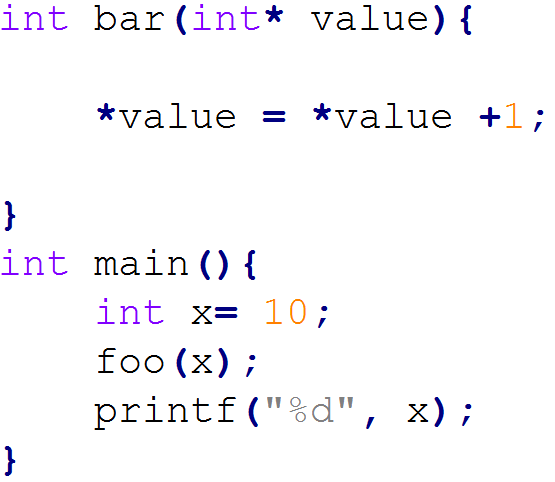 int bar(int* value){
*value = *value +1;
}
int main(){
int x= 10;
foo(x);
printf("%d", x);
}